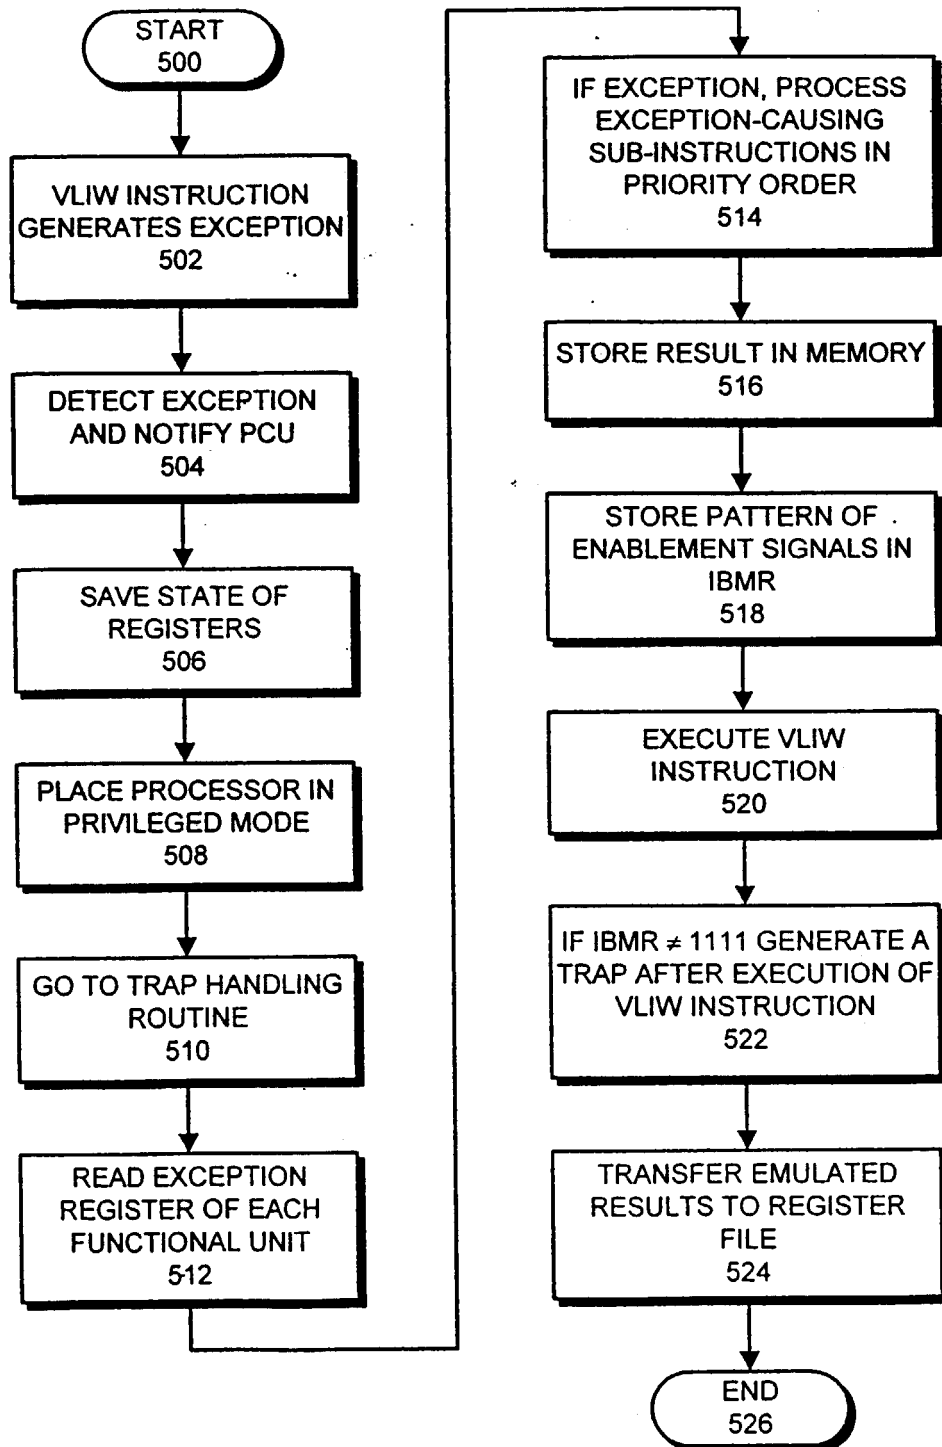 START
500
VLIW INSTRUCTION
GENERATES EXCEPTION
502
DETECT EXCEPTION
AND NOTIFY PCU
504
SAVE STATE OF
REGISTERS
506
PLACE PROCESSOR IN
PRIVILEGED MODE
508
GO TO TRAP HANDLING
ROUTINE
510
READ EXCEPTION
REGISTER OF EACH
FUNCTIONAL UNIT
512
IF EXCEPTION, PROCESS
EXCEPTION-CAUSING
SUB-INSTRUCTIONS IN
PRIORITY ORDER
514
STORE RESULT IN MEMORY
516
STORE PATTERN OF
ENABLEMENT SIGNALS IN
IBMR
518
EXECUTE VLIW
INSTRUCTION
520
IF IBMR ≠ 1111 GENERATE A
TRAP AFTER EXECUTION OF
VLIW INSTRUCTION
522
TRANSFER EMULATED
RESULTS TO REGISTER
FILE
524
END
526